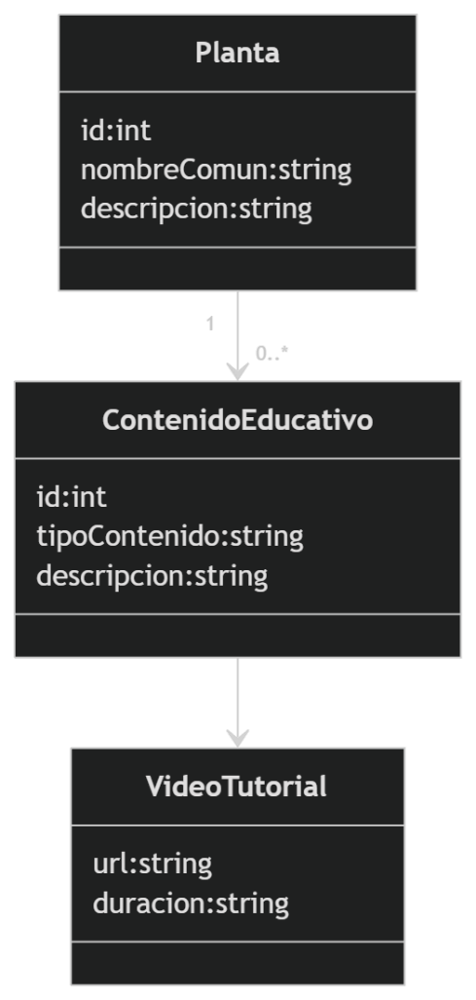 Planta
id:int
nombreComun:string
descripcion:string
1
0..*
ContenidoEducativo
id:int
tipoContenido:string
descripcion:string
VideoTutorial
url:string
duracion:string